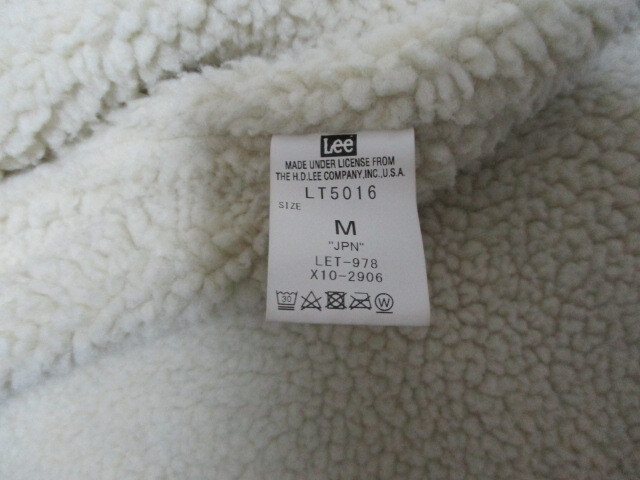 Lee
MADE UNDER LICENSE FROM
THE H.D.LEE COMPANY,INC.,U.S.A.
LT5016
SIZE
M
"JPN"
LET-978
X10-2906
30
W